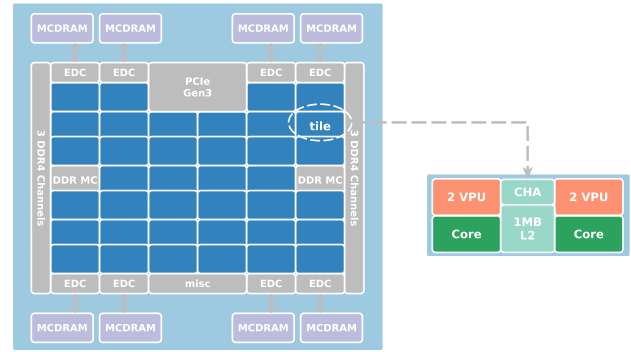 MCDRAM MCDRAM MCDRAM MCDRAM
EDC EDC PCIe Gen3 EDC EDC
tile
3 DDR4 Channels
3 DDR4 Channels
DDR MC DDR MC
EDC EDC misc EDC EDC
MCDRAM MCDRAM MCDRAM MCDRAM
2 VPU CHA 2 VPU
Core 1MB L2 Core